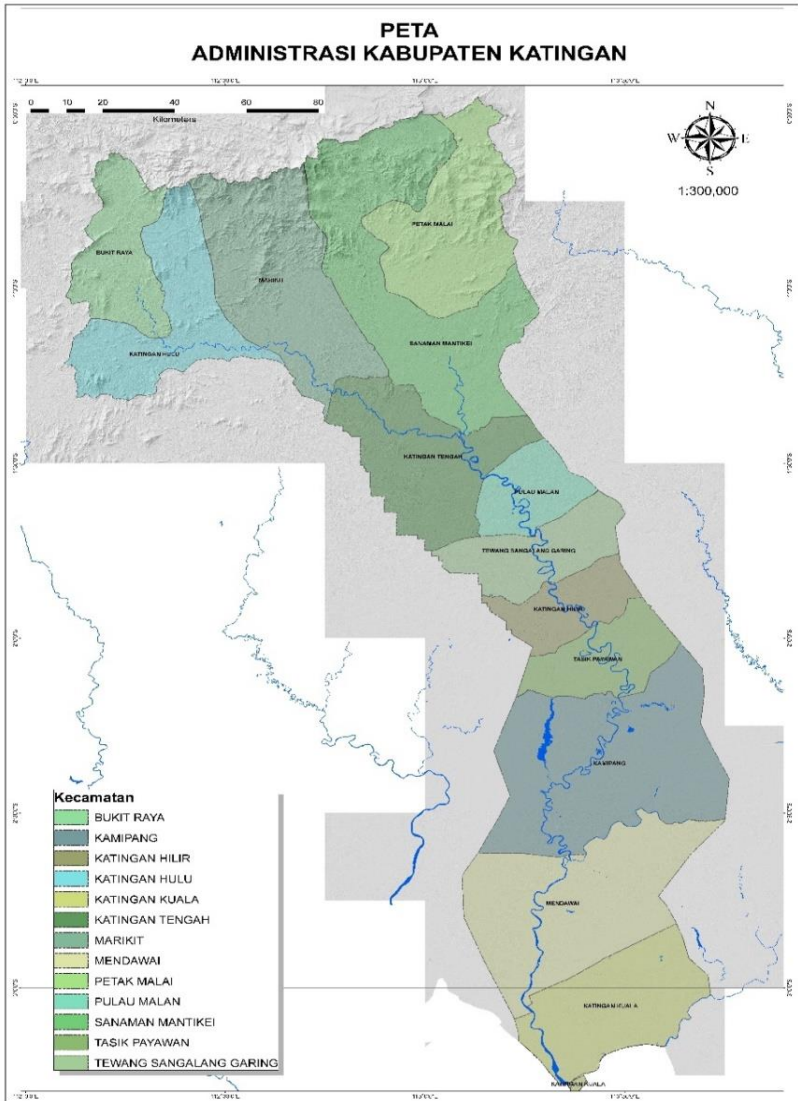 PETA
ADMINISTRASI KABUPATEN KATINGAN
0 10 20 40 60 80
Kilometers
N
W E
S
1:300,000
PETAK MALAI
BUKIT RAYA
SANAMAN MANTIKEI
KATINGAN HULU
KATINGAN TENGAH
PULAU MALAN
TEWANG SANGALANG GARING
KATINGAN HILIR
TASIK PAYAWAN
KAMIPANG
MENDAWAI
KATINGAN KUALA
Kecamatan
BUKIT RAYA
KAMIPANG
KATINGAN HILIR
KATINGAN HULU
KATINGAN KUALA
KATINGAN TENGAH
MARIKIT
MENDAWAI
PETAK MALAI
PULAU MALAN
SANAMAN MANTIKEI
TASIK PAYAWAN
TEWANG SANGALANG GARING